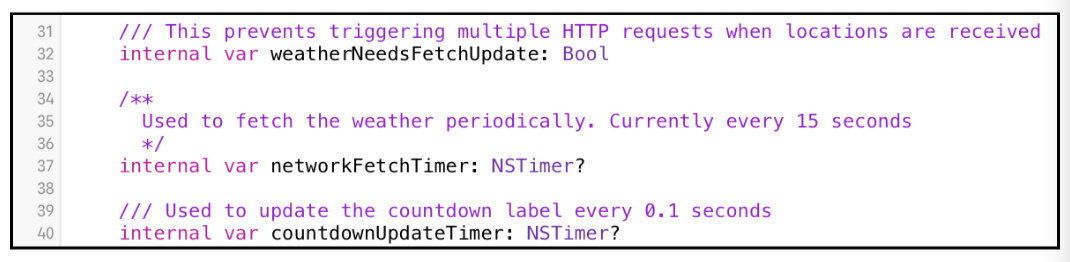 31 /// This prevents triggering multiple HTTP requests when locations are received
32 internal var weatherNeedsFetchUpdate: Bool
33
34 /**
35 Used to fetch the weather periodically. Currently every 15 seconds
36 */
37 internal var networkFetchTimer: NSTimer?
38
39 /// Used to update the countdown label every 0.1 seconds
40 internal var countdownUpdateTimer: NSTimer?